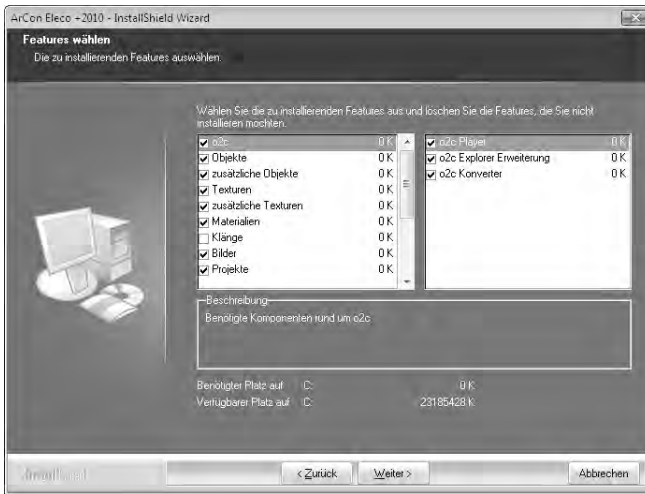 ArCon Eleco +2010 - InstallShield Wizard
Features wählen
Die zu installierenden Features auswählen.
Wählen Sie die zu installierenden Features aus und löschen Sie die Features, die Sie nicht
installieren möchten.
o2c 0 K
Objekte 0 K
zusätzliche Objekte 0 K
Texturen 0 K
zusätzliche Texturen 0 K
Materialien 0 K
Klänge 0 K
Bilder 0 K
Projekte 0 K
o2c Player 0 K
o2c Explorer Erweiterung 0 K
o2c Konverter 0 K
Beschreibung
Benötigte Komponenten rund um o2c
Benötigter Platz auf C: 0 K
Verfügbarer Platz auf C: 23185428 K
InstallShield
< Zurück
Weiter >
Abbrechen